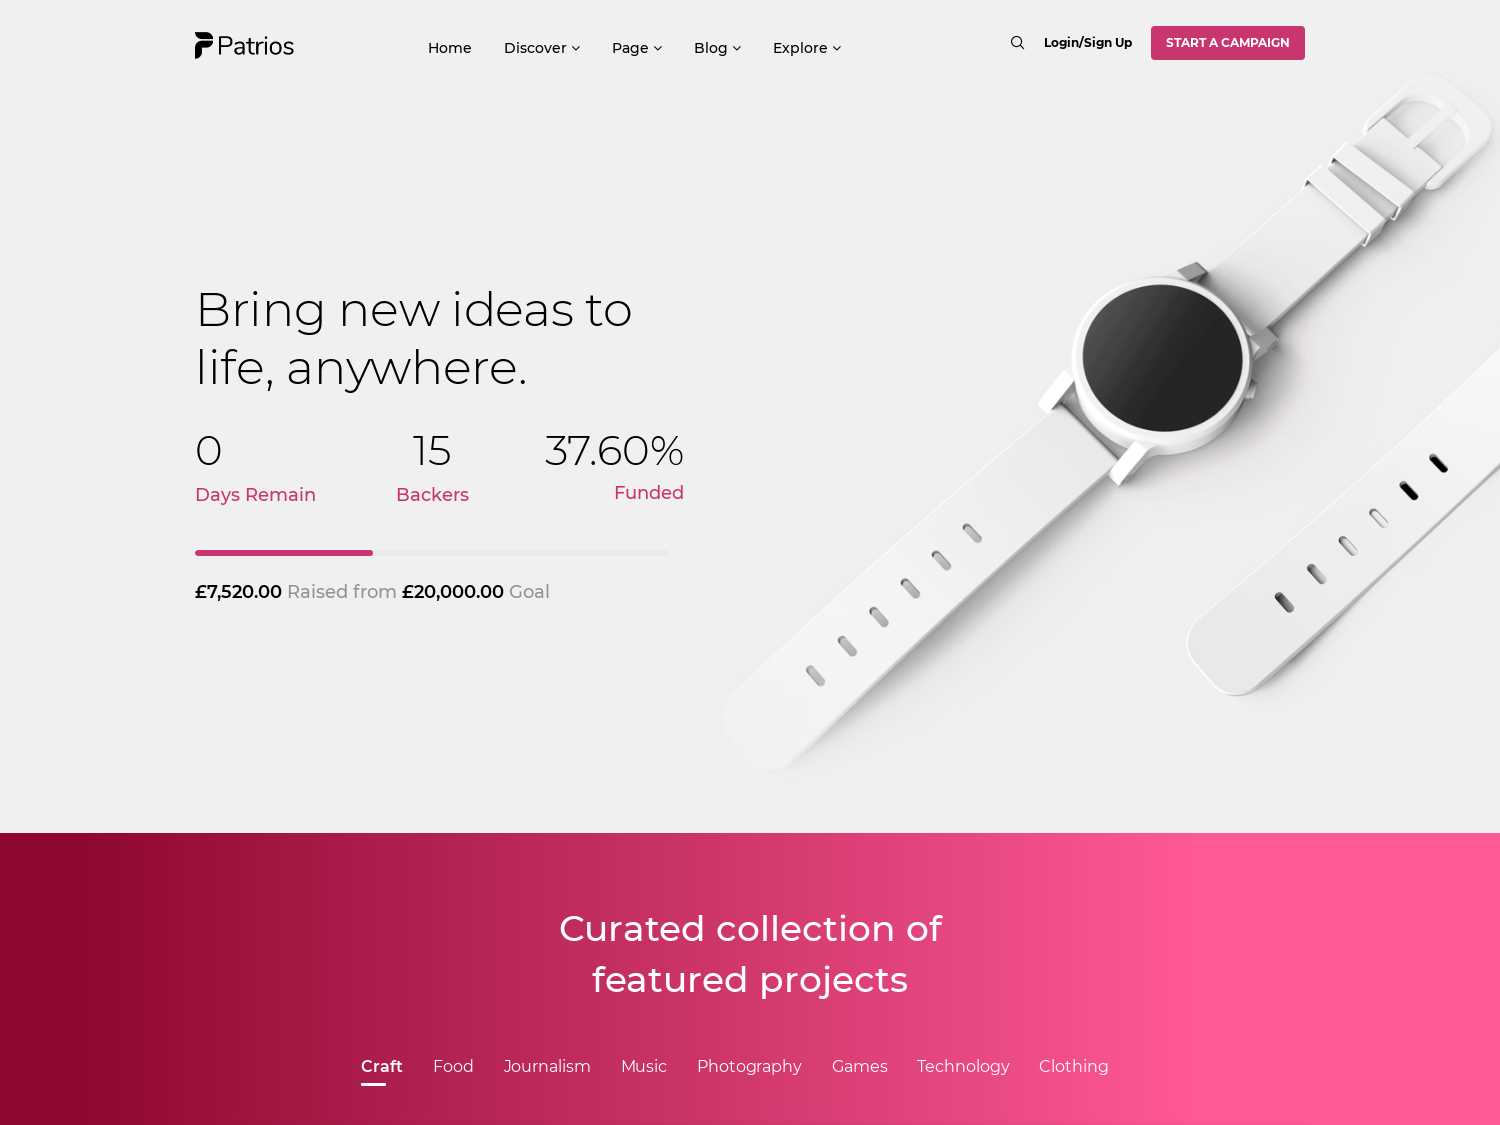 Patrios
Home Discover Page Blog Explore
Login/Sign Up START A CAMPAIGN
Bring new ideas to
life, anywhere.
0 15 37.60%
Days Remain Backers Funded
£7,520.00 Raised from £20,000.00 Goal
Curated collection of
featured projects
Craft Food Journalism Music Photography Games Technology Clothing